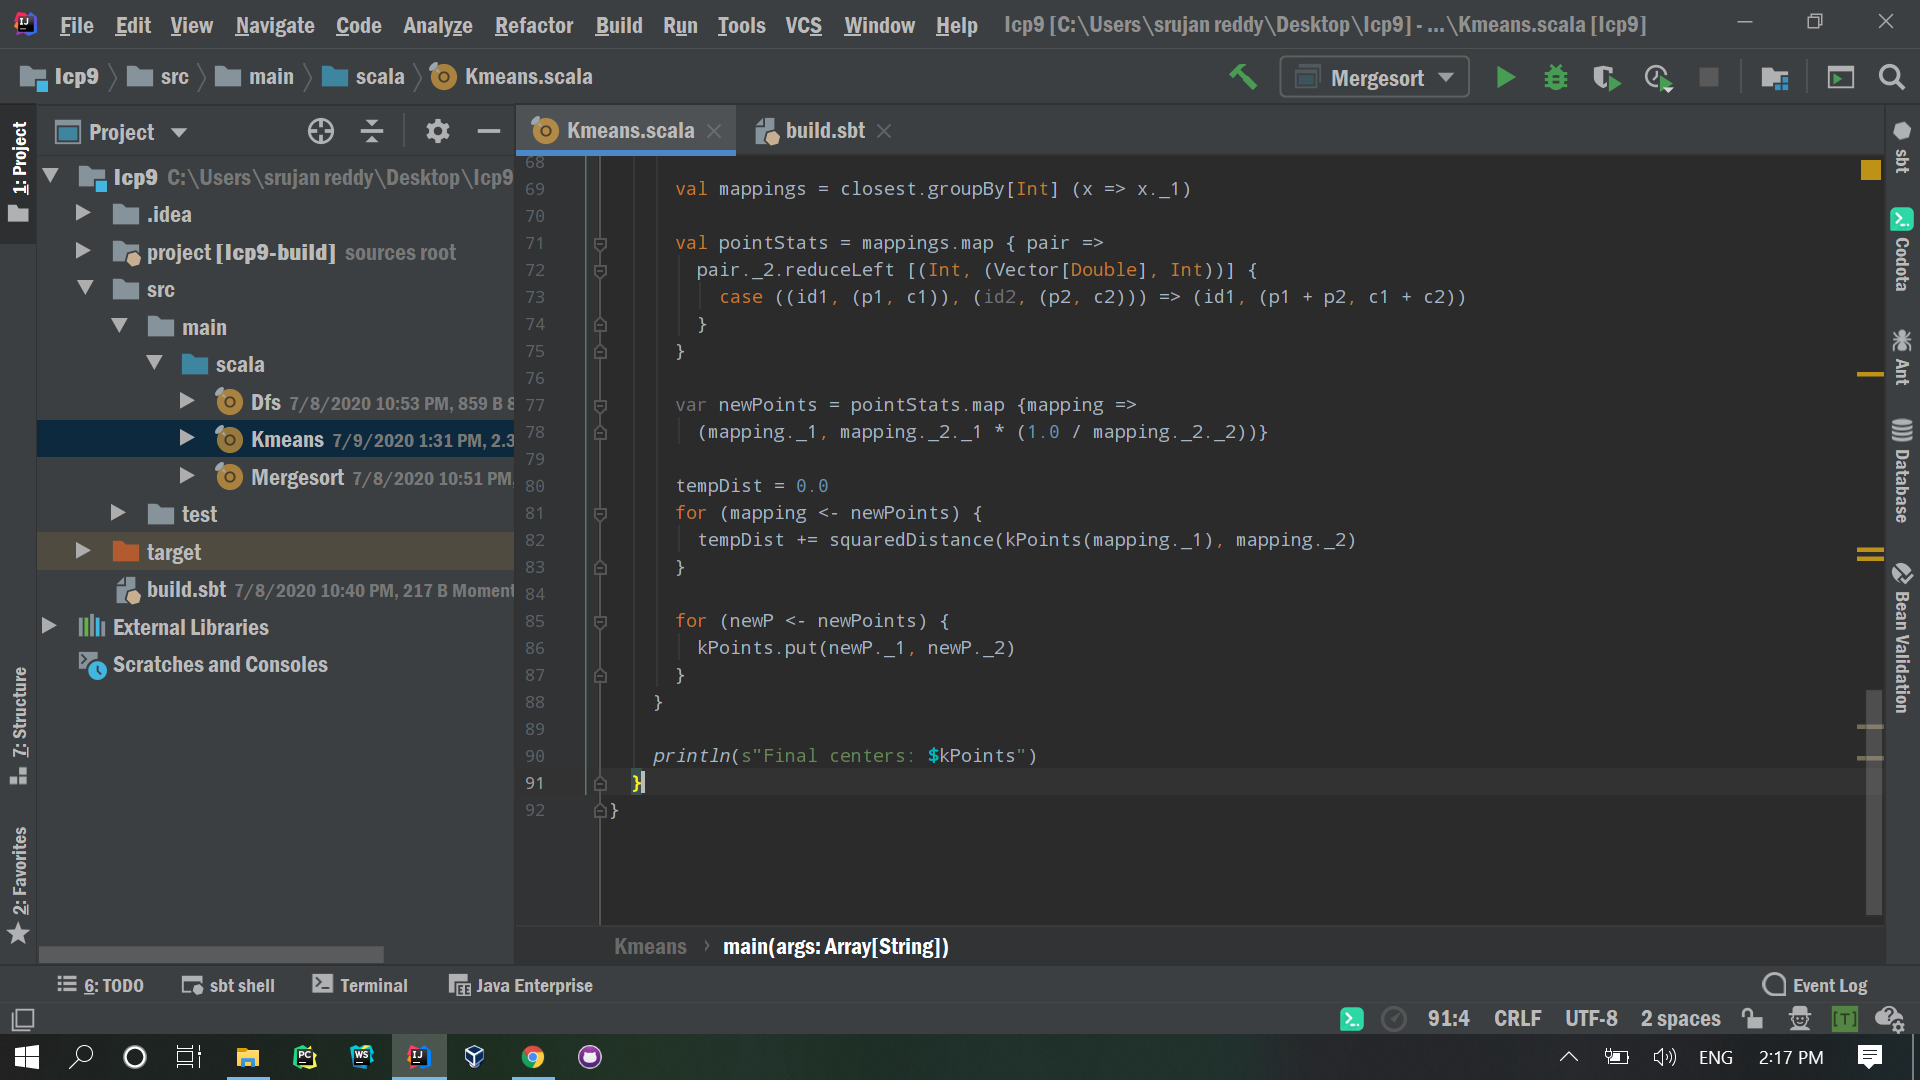 File Edit View Navigate Code Analyze Refactor Build Run Tools VCS Window Help Icp9 [C:\Users\srujan reddy\Desktop\Icp9] - ...\Kmeans.scala [Icp9]
Icp9 src main scala Kmeans.scala Mergesort
Project
Kmeans.scala build.sbt
1: Project
7: Structure
2: Favorites
Icp9 C:\Users\srujan reddy\Desktop\Icp9
.idea
project [Icp9-build] sources root
src
main
scala
Dfs 7/8/2020 10:53 PM, 859 B 8
Kmeans 7/9/2020 1:31 PM, 2.3
Mergesort 7/8/2020 10:51 PM,
test
target
build.sbt 7/8/2020 10:40 PM, 217 B Moment
External Libraries
Scratches and Consoles
68
69 val mappings = closest.groupBy[Int] (x => x._1)
70
71 val pointStats = mappings.map { pair =>
72 pair._2.reduceLeft [(Int, (Vector[Double], Int))] {
73 case ((id1, (p1, c1)), (id2, (p2, c2))) => (id1, (p1 + p2, c1 + c2))
74 }
75 }
76
77 var newPoints = pointStats.map {mapping =>
78 (mapping._1, mapping._2._1 * (1.0 / mapping._2._2))}
79
80 tempDist = 0.0
81 for (mapping <- newPoints) {
82 tempDist += squaredDistance(kPoints(mapping._1), mapping._2)
83 }
84
85 for (newP <- newPoints) {
86 kPoints.put(newP._1, newP._2)
87 }
88 }
89
90 println(s"Final centers: $kPoints")
91 }
92 }
Kmeans › main(args: Array[String])
sbt
Codota
Ant
Database
Bean Validation
6: TODO sbt shell Terminal Java Enterprise Event Log
91:4 CRLF UTF-8 2 spaces [T]
ENG 2:17 PM